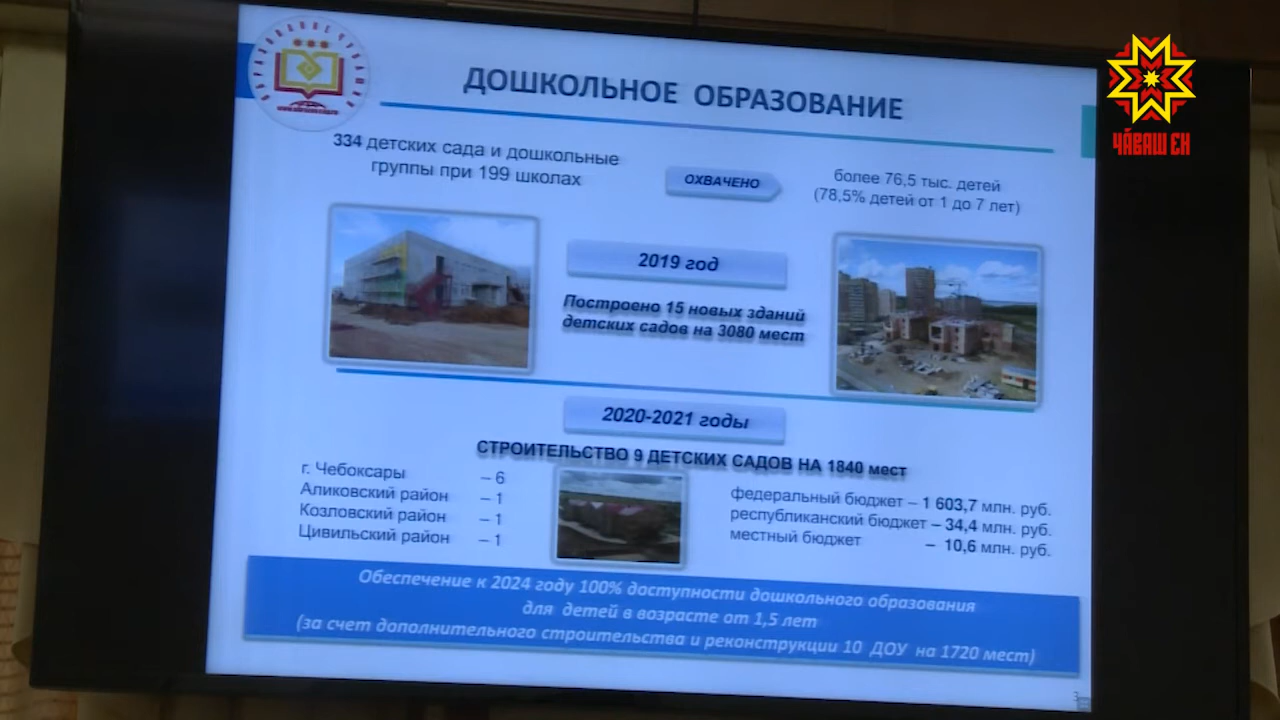 ДОШКОЛЬНОЕ ОБРАЗОВАНИЕ
ЧӐВАШ ЕН
334 детских сада и дошкольные
группы при 199 школах
ОХВАЧЕНО
более 76,5 тыс. детей
(78,5% детей от 1 до 7 лет)
2019 год
Построено 15 новых зданий
детских садов на 3080 мест
2020-2021 годы
СТРОИТЕЛЬСТВО 9 ДЕТСКИХ САДОВ НА 1840 мест
г. Чебоксары – 6
Аликовский район – 1
Козловский район – 1
Цивильский район – 1
федеральный бюджет – 1 603,7 млн. руб.
республиканский бюджет – 34,4 млн. руб.
местный бюджет – 10,6 млн. руб.
Обеспечение к 2024 году 100% доступности дошкольного образования
для детей в возрасте от 1,5 лет
(за счет дополнительного строительства и реконструкции 10 ДОУ на 1720 мест)
3